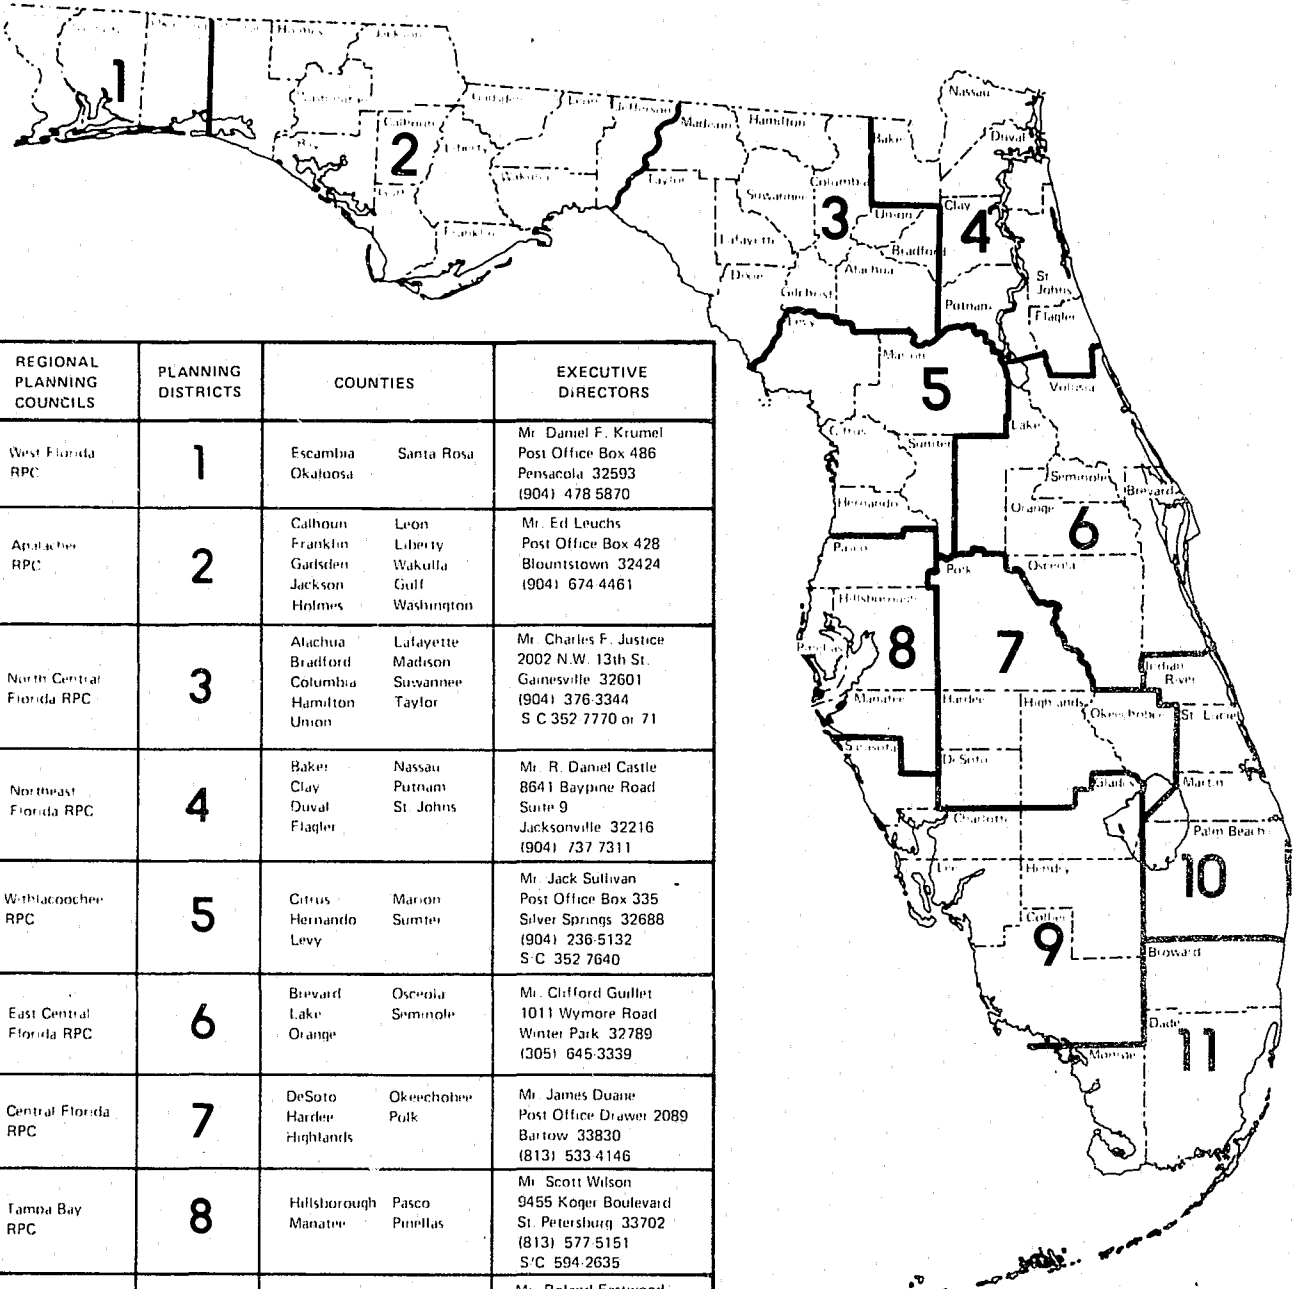 Holmes
Jackson
Washington
Gadsden
Leon
Jefferson
Madison
Hamilton
Baker
Nassau
Duval
1
Calhoun
Bay
2
Liberty
Gulf
Wakulla
Franklin
Taylor
Suwannee
Columbia
Lafayette
3
Union
Bradford
Dixie
Gilchrist
Alachua
Clay
4
Putnam
St.
Johns
Flagler
Levy
Marion
5
Volusia
Citrus
Sumter
Lake
Hernando
Seminole
Orange
Brevard
6
Pasco
Polk
Osceola
Hillsborough
Pinellas
8
7
Indian
River
Manatee
Hardee
Highlands
Okeechobee
St. Lucie
Sarasota
DeSoto
Glades
Martin
Charlotte
Palm Beach
10
Lee
Hendry
Collier
9
Broward
Dade
11
Monroe
REGIONAL
PLANNING
COUNCILS
PLANNING
DISTRICTS
COUNTIES
EXECUTIVE
DIRECTORS
West Florida
RPC
1
Escambia Santa Rosa
Okaloosa
Mr. Daniel F. Krumel
Post Office Box 486
Pensacola 32593
(904) 478 5870
Apalachee
RPC
2
Calhoun Leon
Franklin Liberty
Gadsden Wakulla
Jackson Gulf
Holmes Washington
Mr. Ed Leuchs
Post Office Box 428
Blountstown 32424
(904) 674 4461
North Central
Florida RPC
3
Alachua Lafayette
Bradford Madison
Columbia Suwannee
Hamilton Taylor
Union
Mr. Charles F. Justice
2002 N.W. 13th St.
Gainesville 32601
(904) 376-3344
S C 352 7770 or 71
Northeast
Florida RPC
4
Baker Nassau
Clay Putnam
Duval St. Johns
Flagler
Mr. R. Daniel Castle
8641 Baypine Road
Suite 9
Jacksonville 32216
(904) 737 7311
Withlacoochee
RPC
5
Citrus Marion
Hernando Sumter
Levy
Mr. Jack Sullivan
Post Office Box 335
Silver Springs 32688
(904) 236-5132
S C 352 7640
East Central
Florida RPC
6
Brevard Osceola
Lake Seminole
Orange
Mr. Clifford Guillet
1011 Wymore Road
Winter Park 32789
(305) 645-3339
Central Florida
RPC
7
DeSoto Okeechobee
Hardee Polk
Highlands
Mr. James Duane
Post Office Drawer 2089
Bartow 33830
(813) 533 4146
Tampa Bay
RPC
8
Hillsborough Pasco
Manatee Pinellas
Mr. Scott Wilson
9455 Koger Boulevard
St. Petersburg 33702
(813) 577-5151
S/C 594-2635
Mr. Roland Eastwood